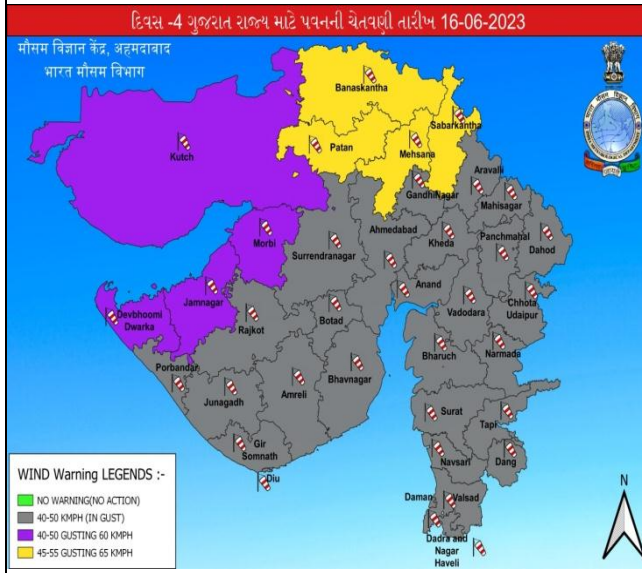 દિવસ -4 ગુજરાત રાજ્ય માટે પવનની ચેતવણી તારીખ 16-06-2023
मौसम विज्ञान केंद्र, अहमदाबाद
भारत मौसम विभाग
Banaskantha
Sabarkantha
Kutch
Patan
Mehsana
Aravalli
GandhiNagar
Mahisagar
Morbi
Ahmedabad
Kheda
Panchmahal
Dahod
Surrendranagar
Jamnagar
Anand
Devbhoomi
Dwarka
Rajkot
Botad
Vadodara
Chhota
Udaipur
Porbandar
Bharuch
Narmada
Junagadh
Amreli
Bhavnagar
Surat
Tapi
Gir
Somnath
Diu
Navsari
Dang
Daman
Valsad
Dadra and
Nagar
Haveli
WIND Warning LEGENDS :-
NO WARNING(NO ACTION)
40-50 KMPH (IN GUST)
40-50 GUSTING 60 KMPH
45-55 GUSTING 65 KMPH
N